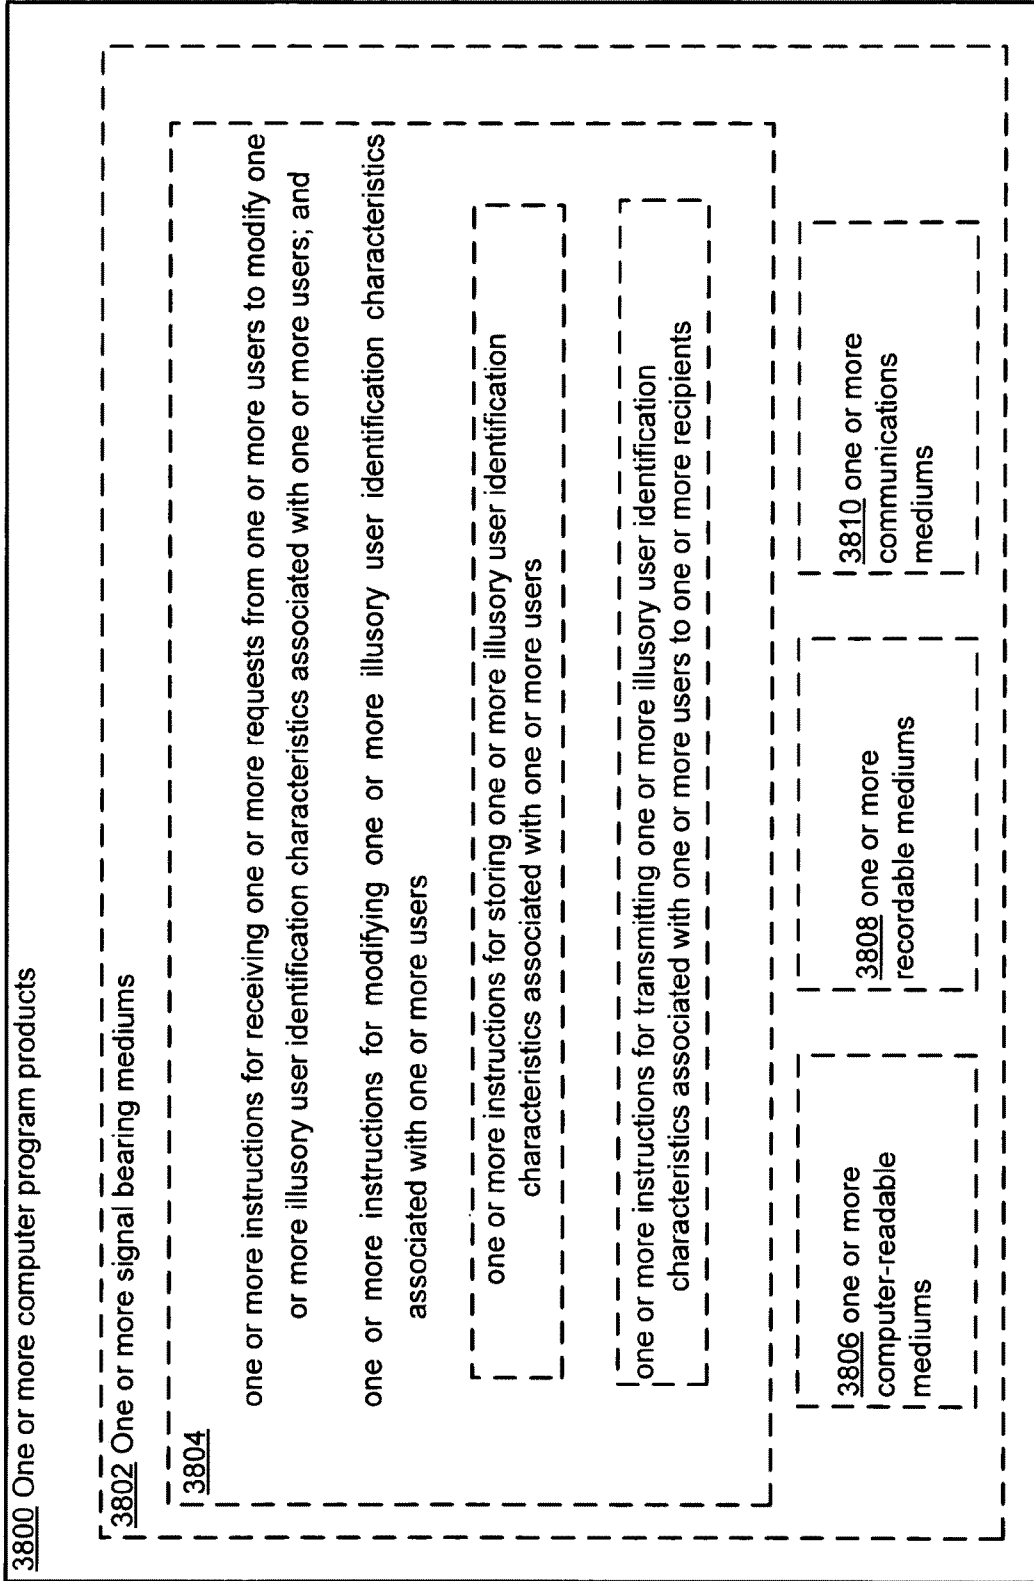 3800 One or more computer program products
3802 One or more signal bearing mediums
3804
one or more instructions for receiving one or more requests from one or more users to modify one
or more illusory user identification characteristics associated with one or more users; and
one or more instructions for modifying one or more illusory user identification characteristics
associated with one or more users
one or more instructions for storing one or more illusory user identification
characteristics associated with one or more users
one or more instructions for transmitting one or more illusory user identification
characteristics associated with one or more users to one or more recipients
3806 one or more
computer-readable
mediums
3808 one or more
recordable mediums
3810 one or more
communications
mediums